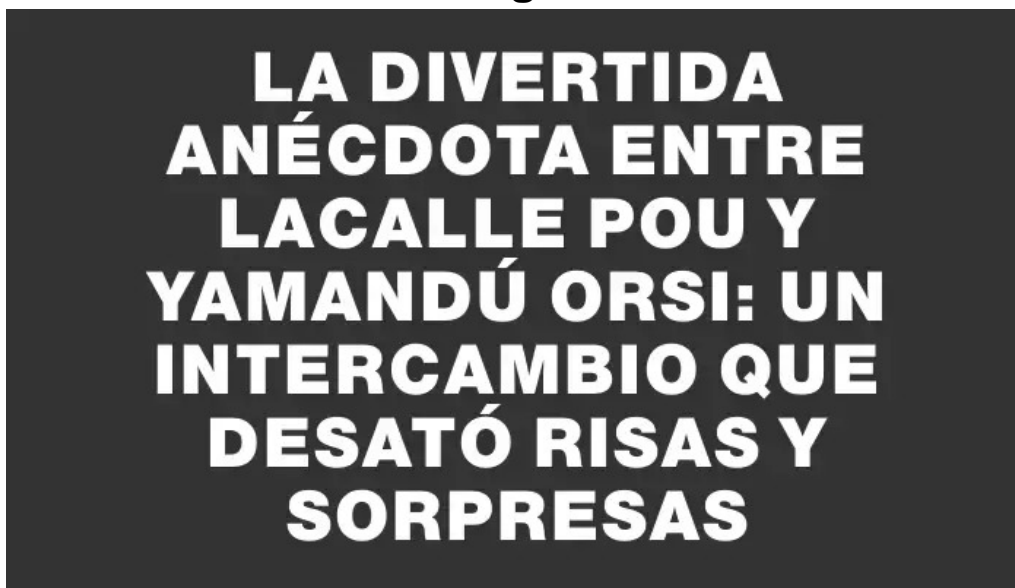 LA DIVERTIDA
ANÉCDOTA ENTRE
LACALLE POU Y
YAMANDÚ ORSI: UN
INTERCAMBIO QUE
DESATÓ RISAS Y
SORPRESAS